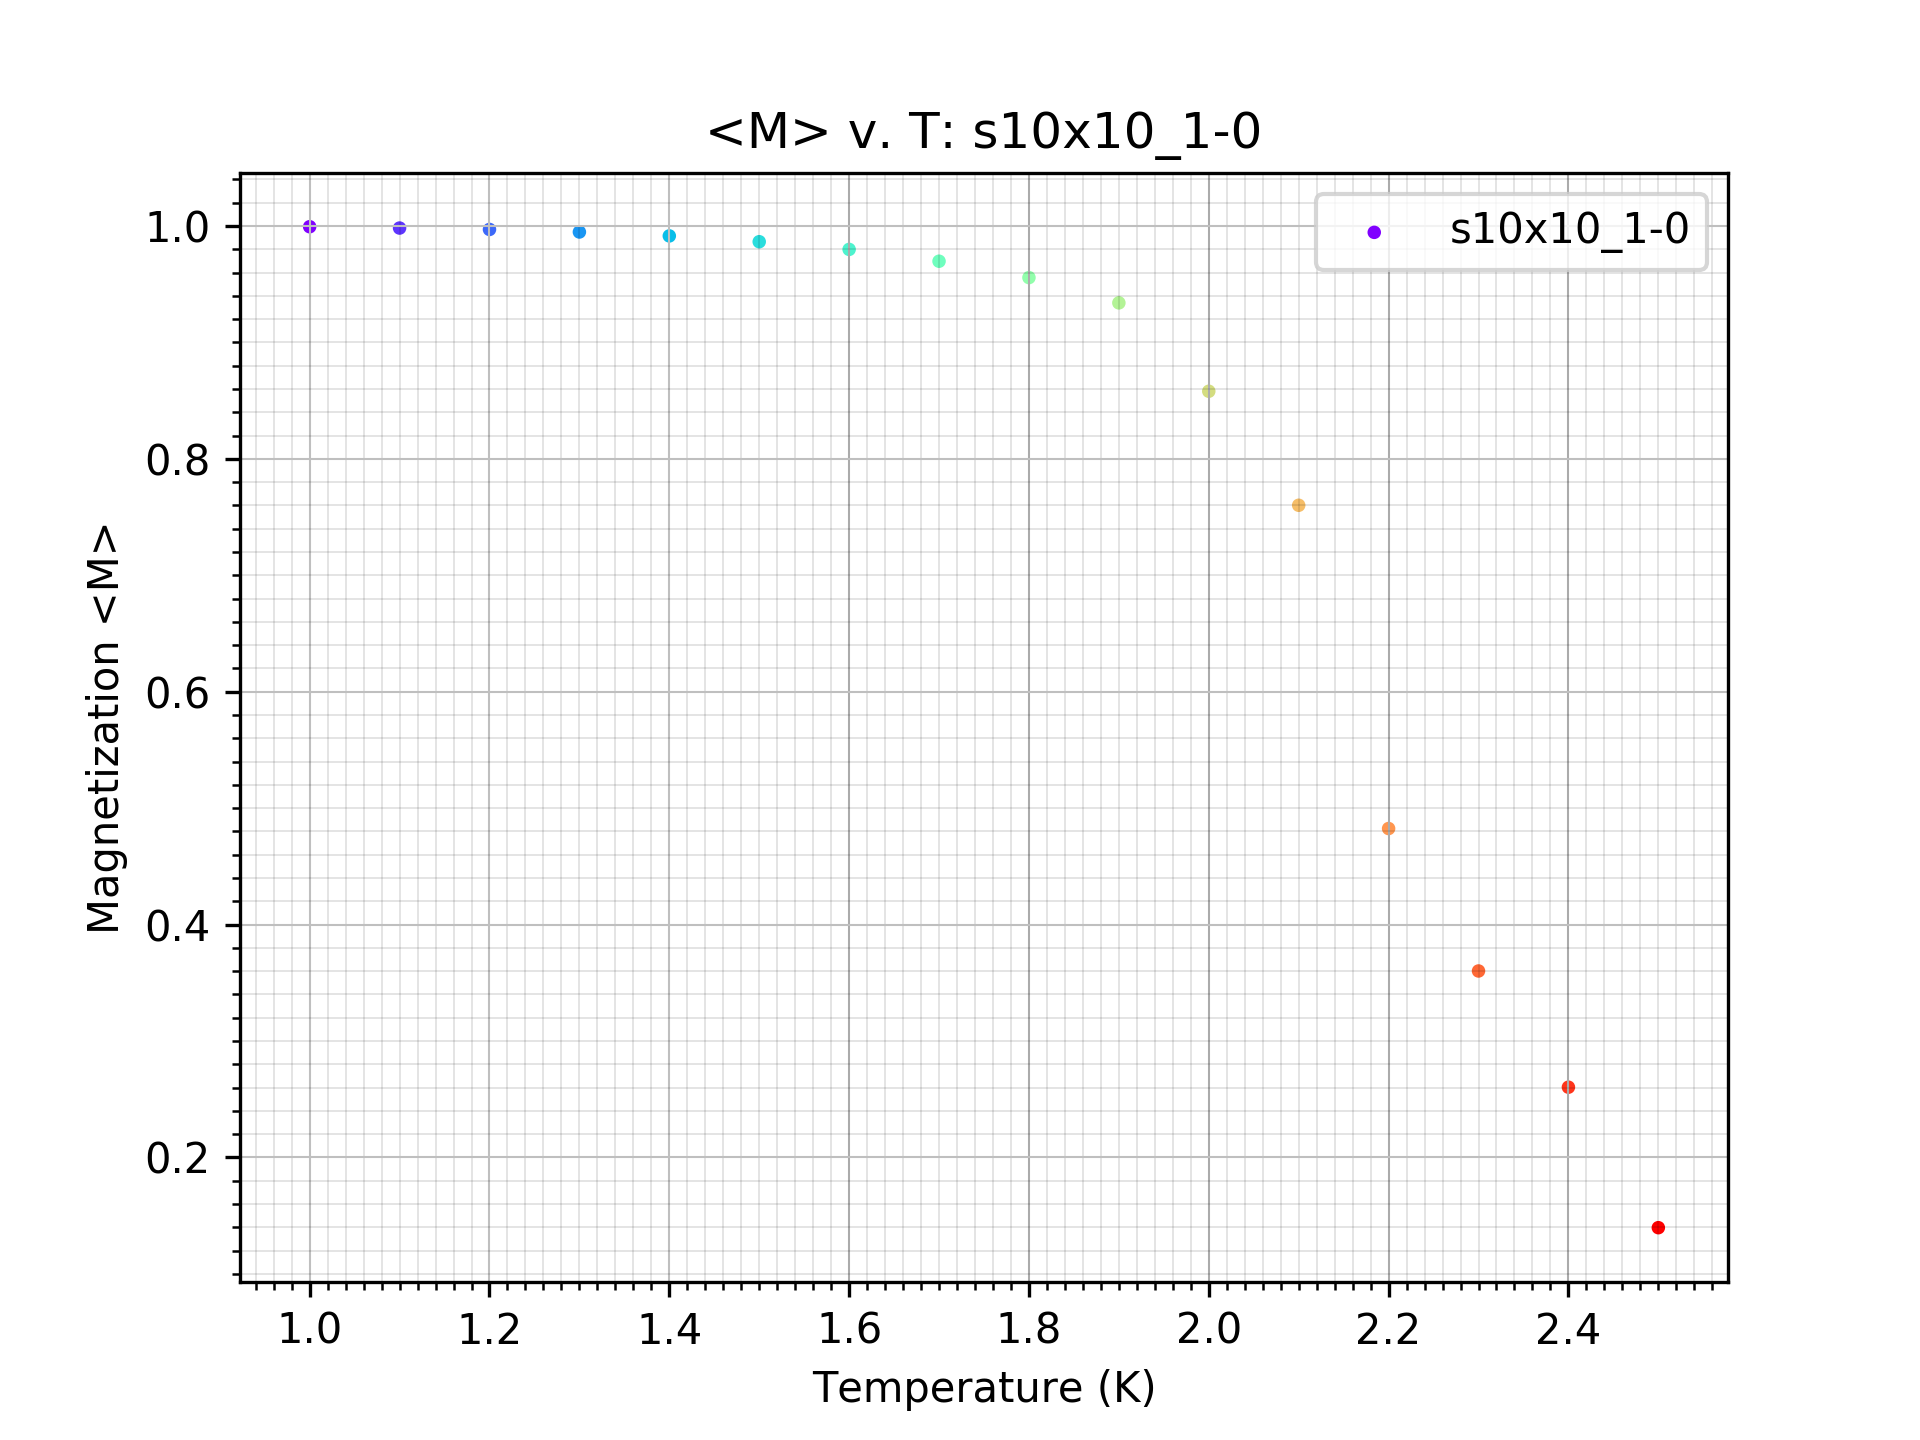 <M> v. T: s10x10_1-0
s10x10_1-0
1.0
0.8
0.6
0.4
0.2
Magnetization <M>
1.0 1.2 1.4 1.6 1.8 2.0 2.2 2.4
Temperature (K)